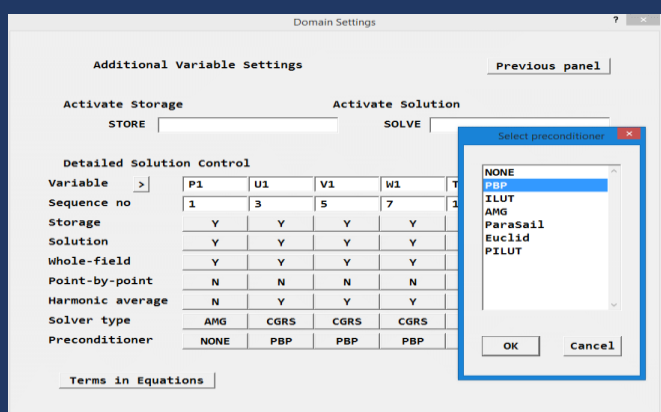 Domain Settings ? ×
Additional Variable Settings Previous panel
Activate Storage Activate Solution
STORE SOLVE
Detailed Solution Control
Variable > P1 U1 V1 W1 T
Sequence no 1 3 5 7 1
Storage Y Y Y Y
Solution Y Y Y Y
Whole-field Y Y Y Y
Point-by-point N N N N
Harmonic average N Y Y Y
Solver type AMG CGRS CGRS CGRS
Preconditioner NONE PBP PBP PBP
Terms in Equations
Select preconditioner ×
NONE
PBP
ILUT
AMG
ParaSail
Euclid
PILUT
OK Cancel